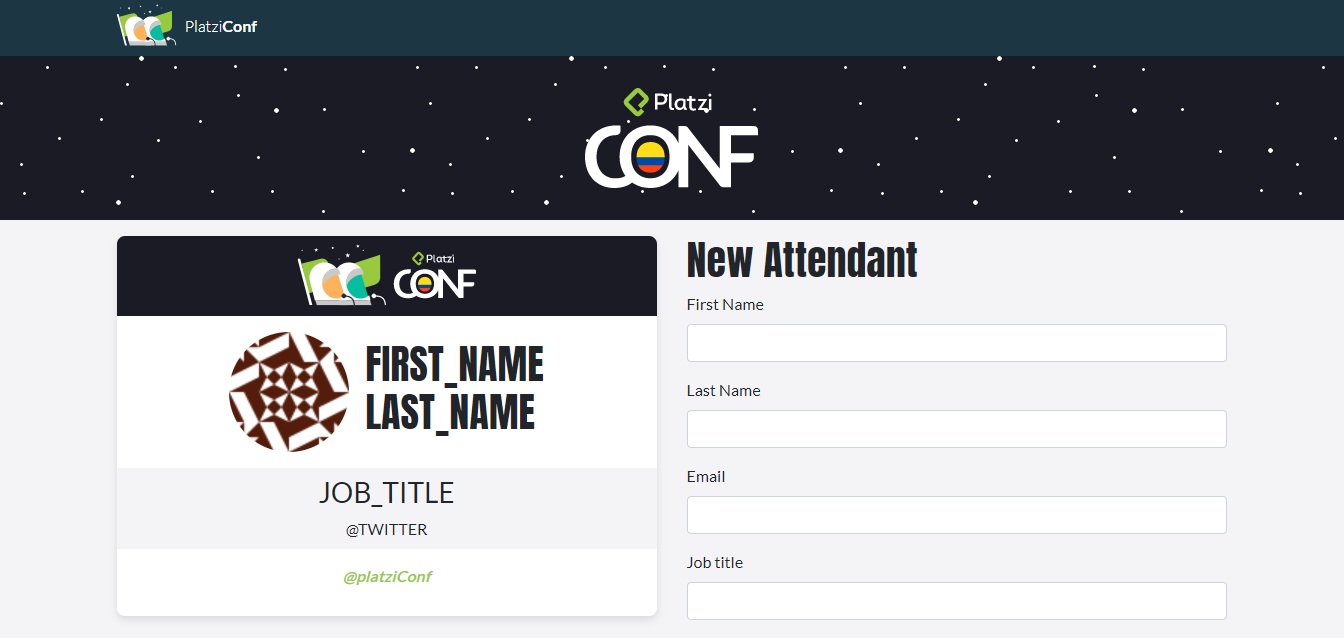 PlatziConf
Platzi
CONF
Platzi
CONF
FIRST_NAME
LAST_NAME
JOB_TITLE
@TWITTER
@platziConf
New Attendant
First Name
Last Name
Email
Job title